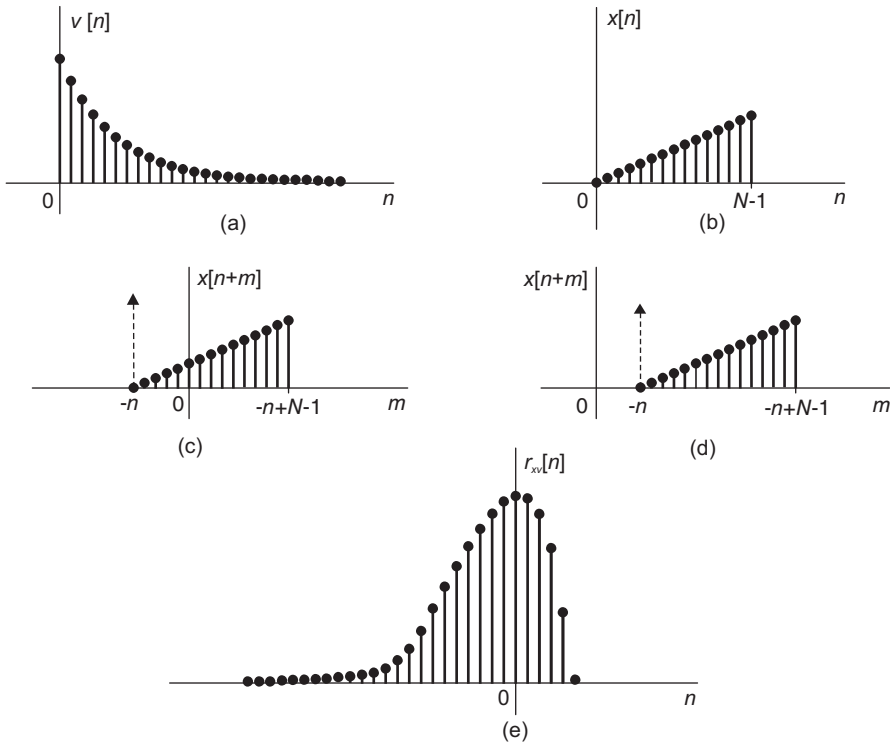 v [n]
x[n]
0
n
(a)
0
N-1
n
(b)
x[n+m]
x[n+m]
-n
0
-n+N-1
m
(c)
0
-n
-n+N-1
m
(d)
r_xv[n]
0
n
(e)